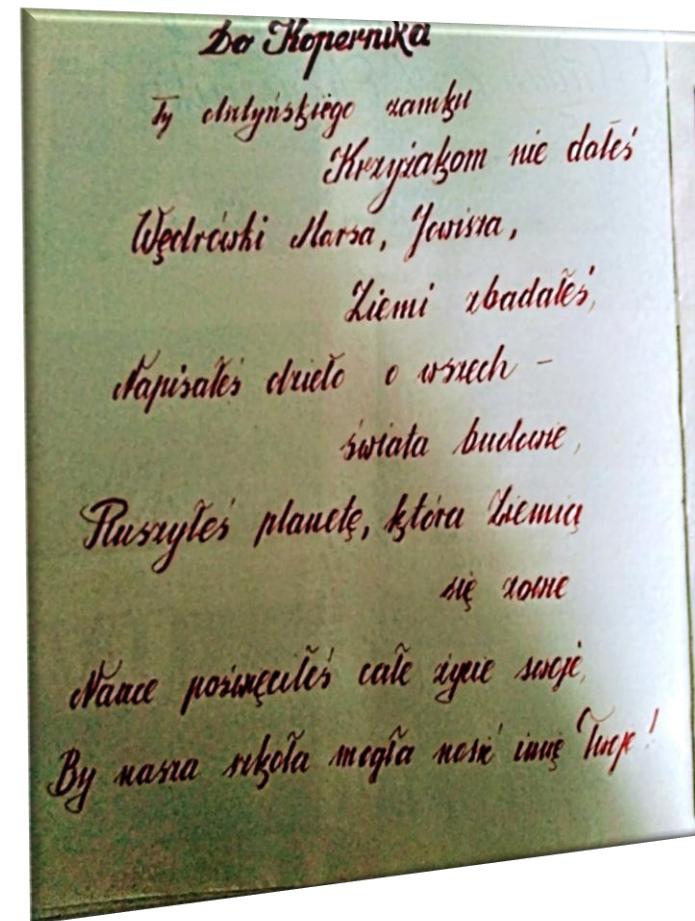 Do Kopernika
Ty olsztyńskiego zamku
Krzyżakom nie dałeś
Wędrówki Marsa, Jowisza,
Ziemi zbadałeś,
Napisałeś dzieło o wszech -
świata budowie,
Ruszyłeś planetę, która Ziemią
się zowie
Nauce poświęciłeś całe życie swoje,
By nasza szkoła mogła nosić imię Twoje!